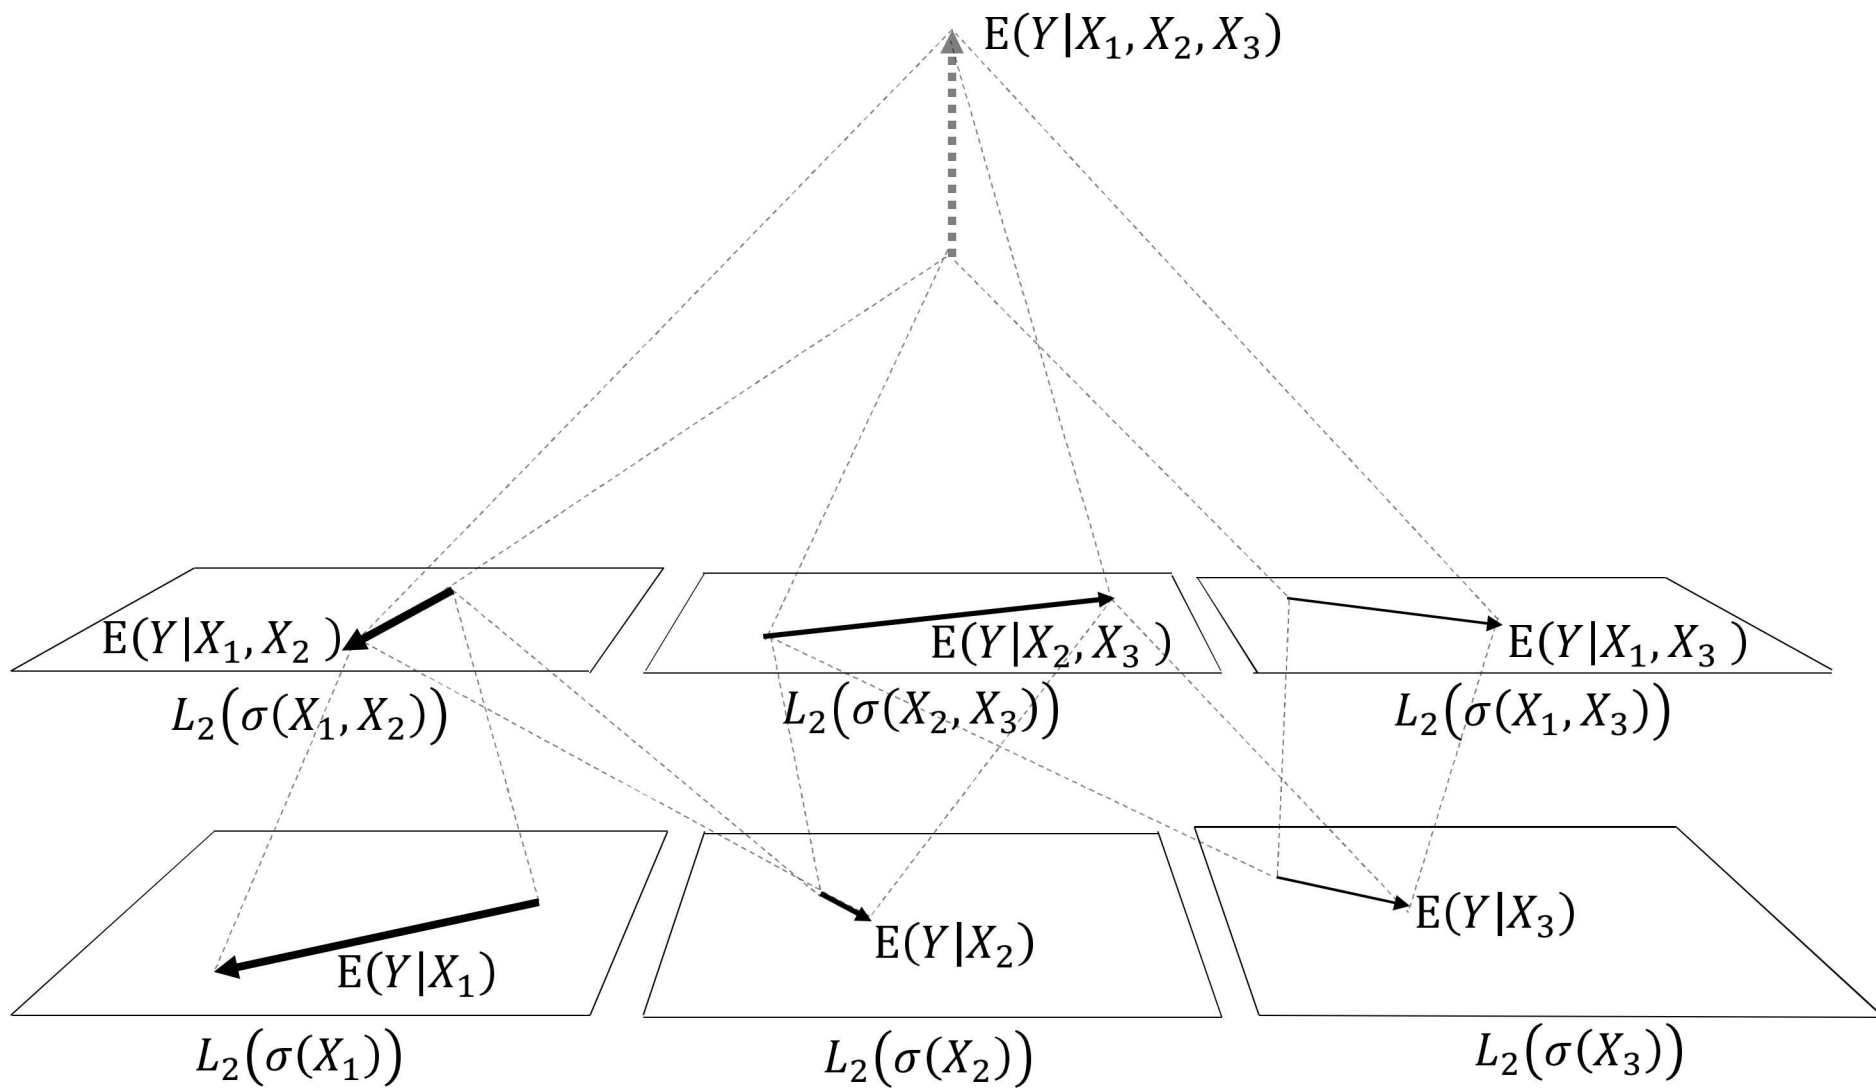 E(Y|X₁, X₂, X₃)
E(Y|X₁, X₂ )
E(Y|X₂, X₃ )
E(Y|X₁, X₃ )
L₂(σ(X₁, X₂))
L₂(σ(X₂, X₃))
L₂(σ(X₁, X₃))
E(Y|X₁)
E(Y|X₂)
E(Y|X₃)
L₂(σ(X₁))
L₂(σ(X₂))
L₂(σ(X₃))